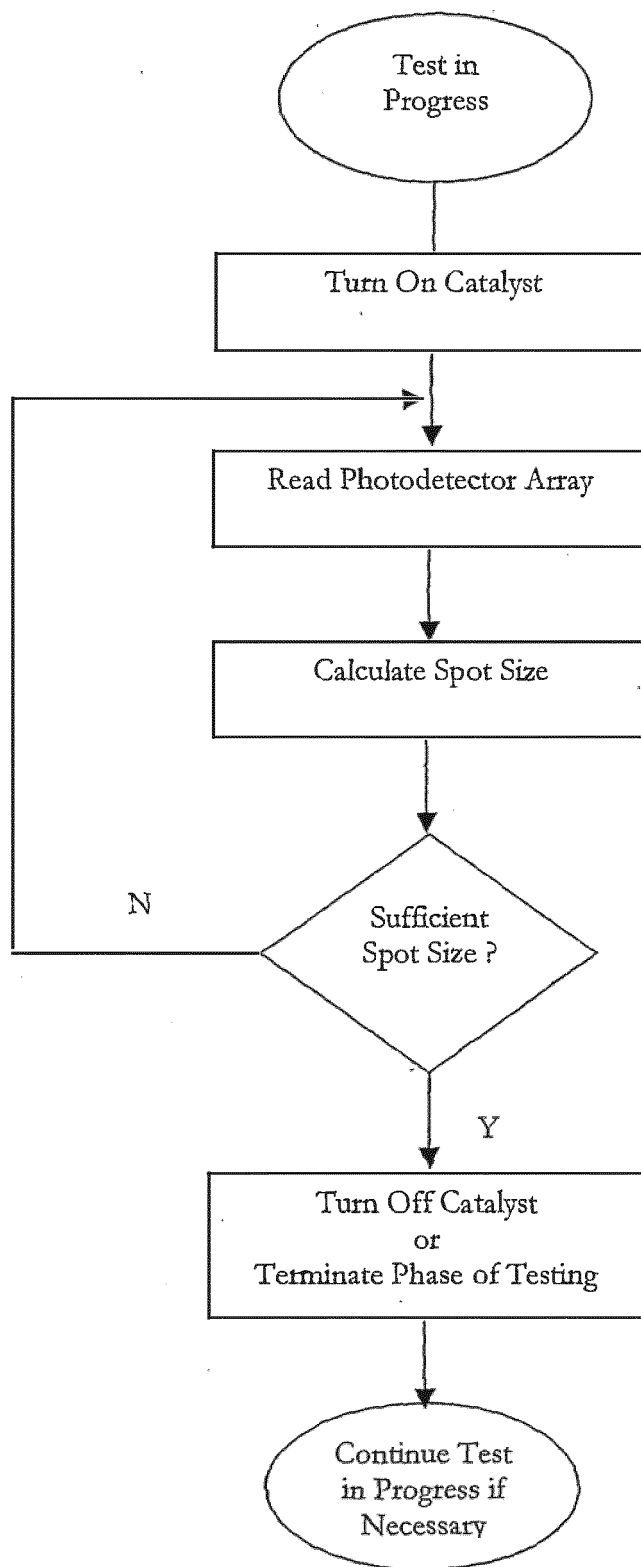 Test in
Progress
Turn On Catalyst
Read Photodetector Array
Calculate Spot Size
N
Sufficient
Spot Size ?
Y
Turn Off Catalyst
or
Terminate Phase of Testing
Continue Test
in Progress if
Necessary